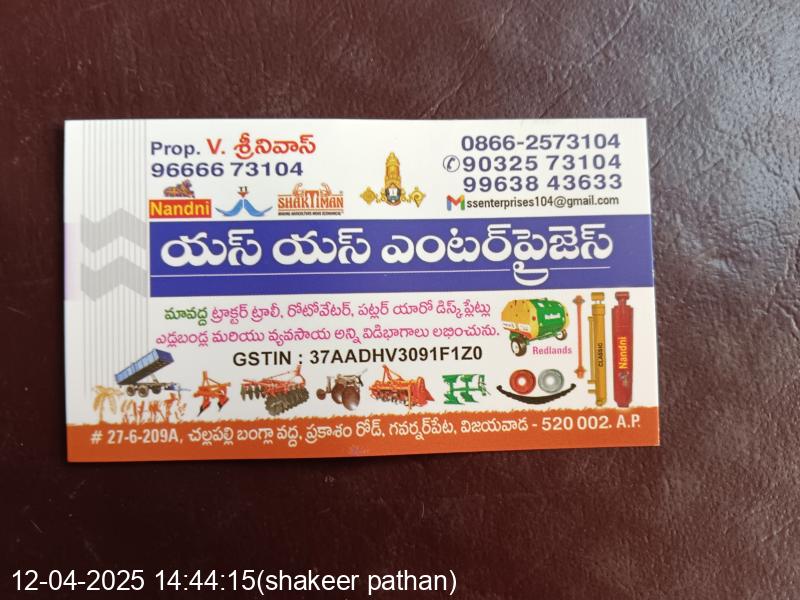 Prop. V. శ్రీనివాస్
96666 73104
0866-2573104
90325 73104
99638 43633
ssenterprises104@gmail.com
Nandni
SHAKTIMAN
యస్ యస్ ఎంటర్‌ప్రైజెస్
మావద్ద ట్రాక్టర్ ట్రాలీ, రోటోవేటర్, పట్లర్ యారో డిస్క్‌ప్లేట్లు
ఎడ్లబండ్ల మరియు వ్యవసాయ అన్ని విడిభాగాలు లభించును.
GSTIN : 37AADHV3091F1Z0
Redlands
CLASSIC
Nandni
# 27-6-209A, చల్లపల్లి బంగ్లా వద్ద, ప్రకాశం రోడ్, గవర్నర్‌పేట, విజయవాడ - 520 002. A.P.
12-04-2025 14:44:15(shakeer pathan)